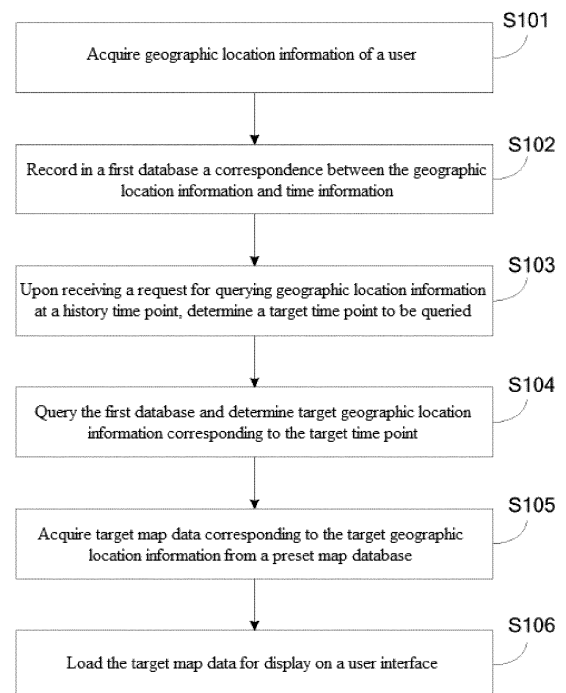 S101
Acquire geographic location information of a user
S102
Record in a first database a correspondence between the geographic
location information and time information
S103
Upon receiving a request for querying geographic location information
at a history time point, determine a target time point to be queried
S104
Query the first database and determine target geographic location
information corresponding to the target time point
S105
Acquire target map data corresponding to the target geographic
location information from a preset map database
S106
Load the target map data for display on a user interface